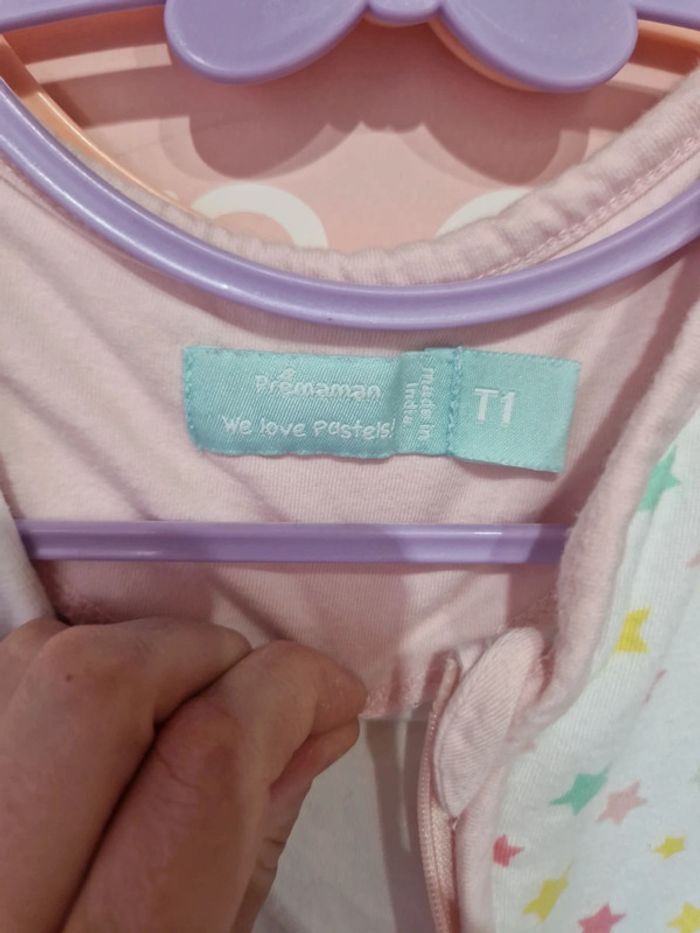 Prémaman
We love Pastels!
made in
India
T1